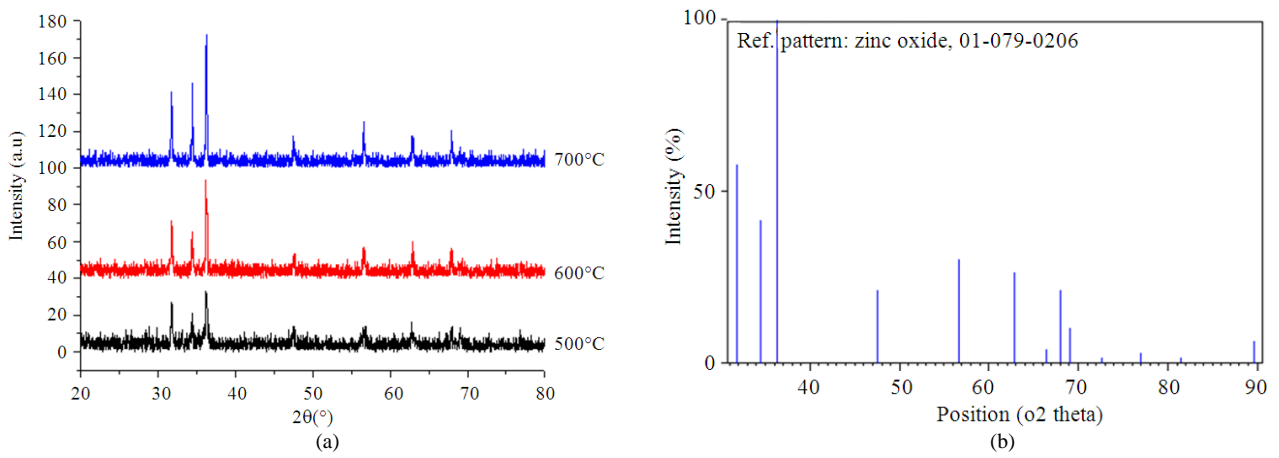 180
160
140
120
100
80
60
40
20
0
Intensity (a.u)
700°C
600°C
500°C
20 30 40 50 60 70 80
2θ(°)
(a)
100
50
0
Intensity (%)
Ref. pattern: zinc oxide, 01-079-0206
40 50 60 70 80 90
Position (o2 theta)
(b)